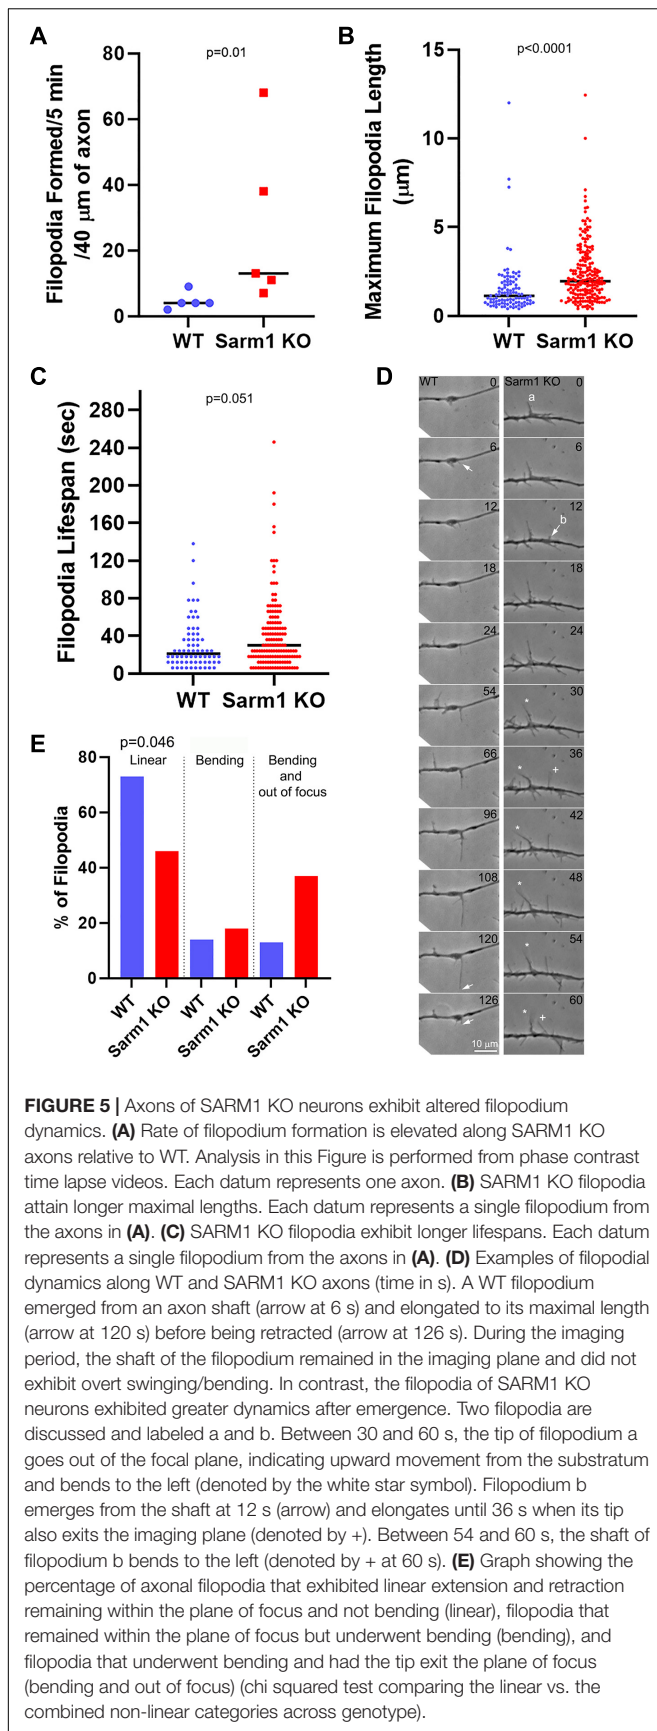 A
p=0.01
Filopodia Formed/5 min
/40 μm of axon
80
60
40
20
0
WT
Sarm1 KO
B
p<0.0001
Maximum Filopodia Length
(μm)
15
10
5
0
WT
Sarm1 KO
C
p=0.051
Filopodia Lifespan (sec)
280
240
200
160
120
80
40
0
WT
Sarm1 KO
D
WT
0
6
12
18
24
54
66
96
108
120
126
10 μm
Sarm1 KO
0
a
6
12
b
18
24
30
*
36
*
+
42
*
48
*
54
*
60
*
+
E
p=0.046
Linear
Bending
Bending
and
out of focus
% of Filopodia
80
60
40
20
0
WT
Sarm1 KO
WT
Sarm1 KO
WT
Sarm1 KO
FIGURE 5 | Axons of SARM1 KO neurons exhibit altered filopodium
dynamics. (A) Rate of filopodium formation is elevated along SARM1 KO
axons relative to WT. Analysis in this Figure is performed from phase contrast
time lapse videos. Each datum represents one axon. (B) SARM1 KO filopodia
attain longer maximal lengths. Each datum represents a single filopodium from
the axons in (A). (C) SARM1 KO filopodia exhibit longer lifespans. Each datum
represents a single filopodium from the axons in (A). (D) Examples of filopodial
dynamics along WT and SARM1 KO axons (time in s). A WT filopodium
emerged from an axon shaft (arrow at 6 s) and elongated to its maximal length
(arrow at 120 s) before being retracted (arrow at 126 s). During the imaging
period, the shaft of the filopodium remained in the imaging plane and did not
exhibit overt swinging/bending. In contrast, the filopodia of SARM1 KO
neurons exhibited greater dynamics after emergence. Two filopodia are
discussed and labeled a and b. Between 30 and 60 s, the tip of filopodium a
goes out of the focal plane, indicating upward movement from the substratum
and bends to the left (denoted by the white star symbol). Filopodium b
emerges from the shaft at 12 s (arrow) and elongates until 36 s when its tip
also exits the imaging plane (denoted by +). Between 54 and 60 s, the shaft of
filopodium b bends to the left (denoted by + at 60 s). (E) Graph showing the
percentage of axonal filopodia that exhibited linear extension and retraction
remaining within the plane of focus and not bending (linear), filopodia that
remained within the plane of focus but underwent bending (bending), and
filopodia that underwent bending and had the tip exit the plane of focus
(bending and out of focus) (chi squared test comparing the linear vs. the
combined non-linear categories across genotype).